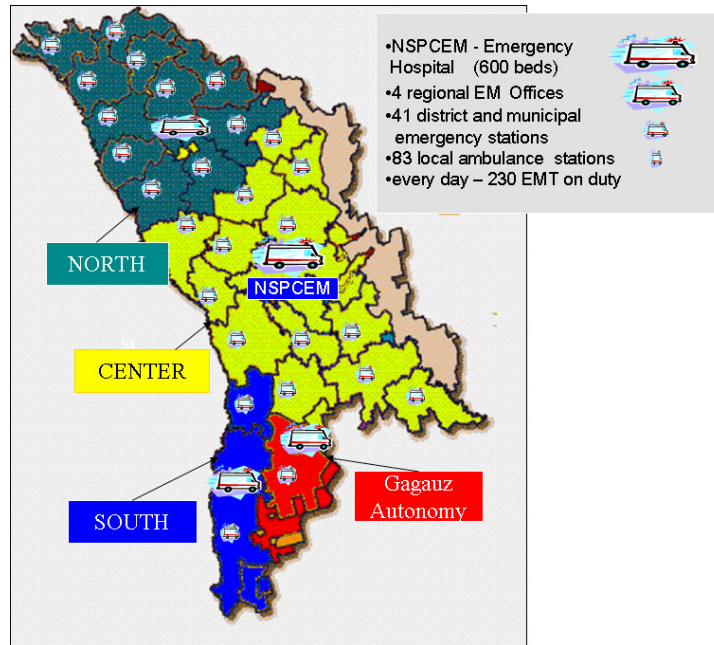 •NSPCEM - Emergency
Hospital (600 beds)
•4 regional EM Offices
•41 district and municipal
emergency stations
•83 local ambulance stations
•every day – 230 EMT on duty
NORTH
NSPCEM
CENTER
Gagauz
Autonomy
SOUTH